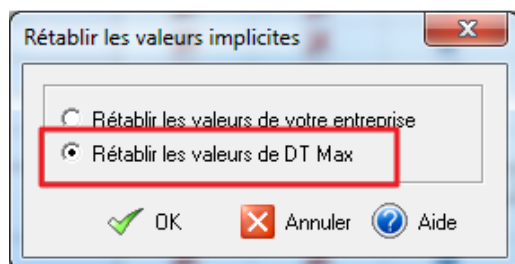 Rétablir les valeurs implicites
Rétablir les valeurs de votre entreprise
Rétablir les valeurs de DT Max
OK Annuler Aide